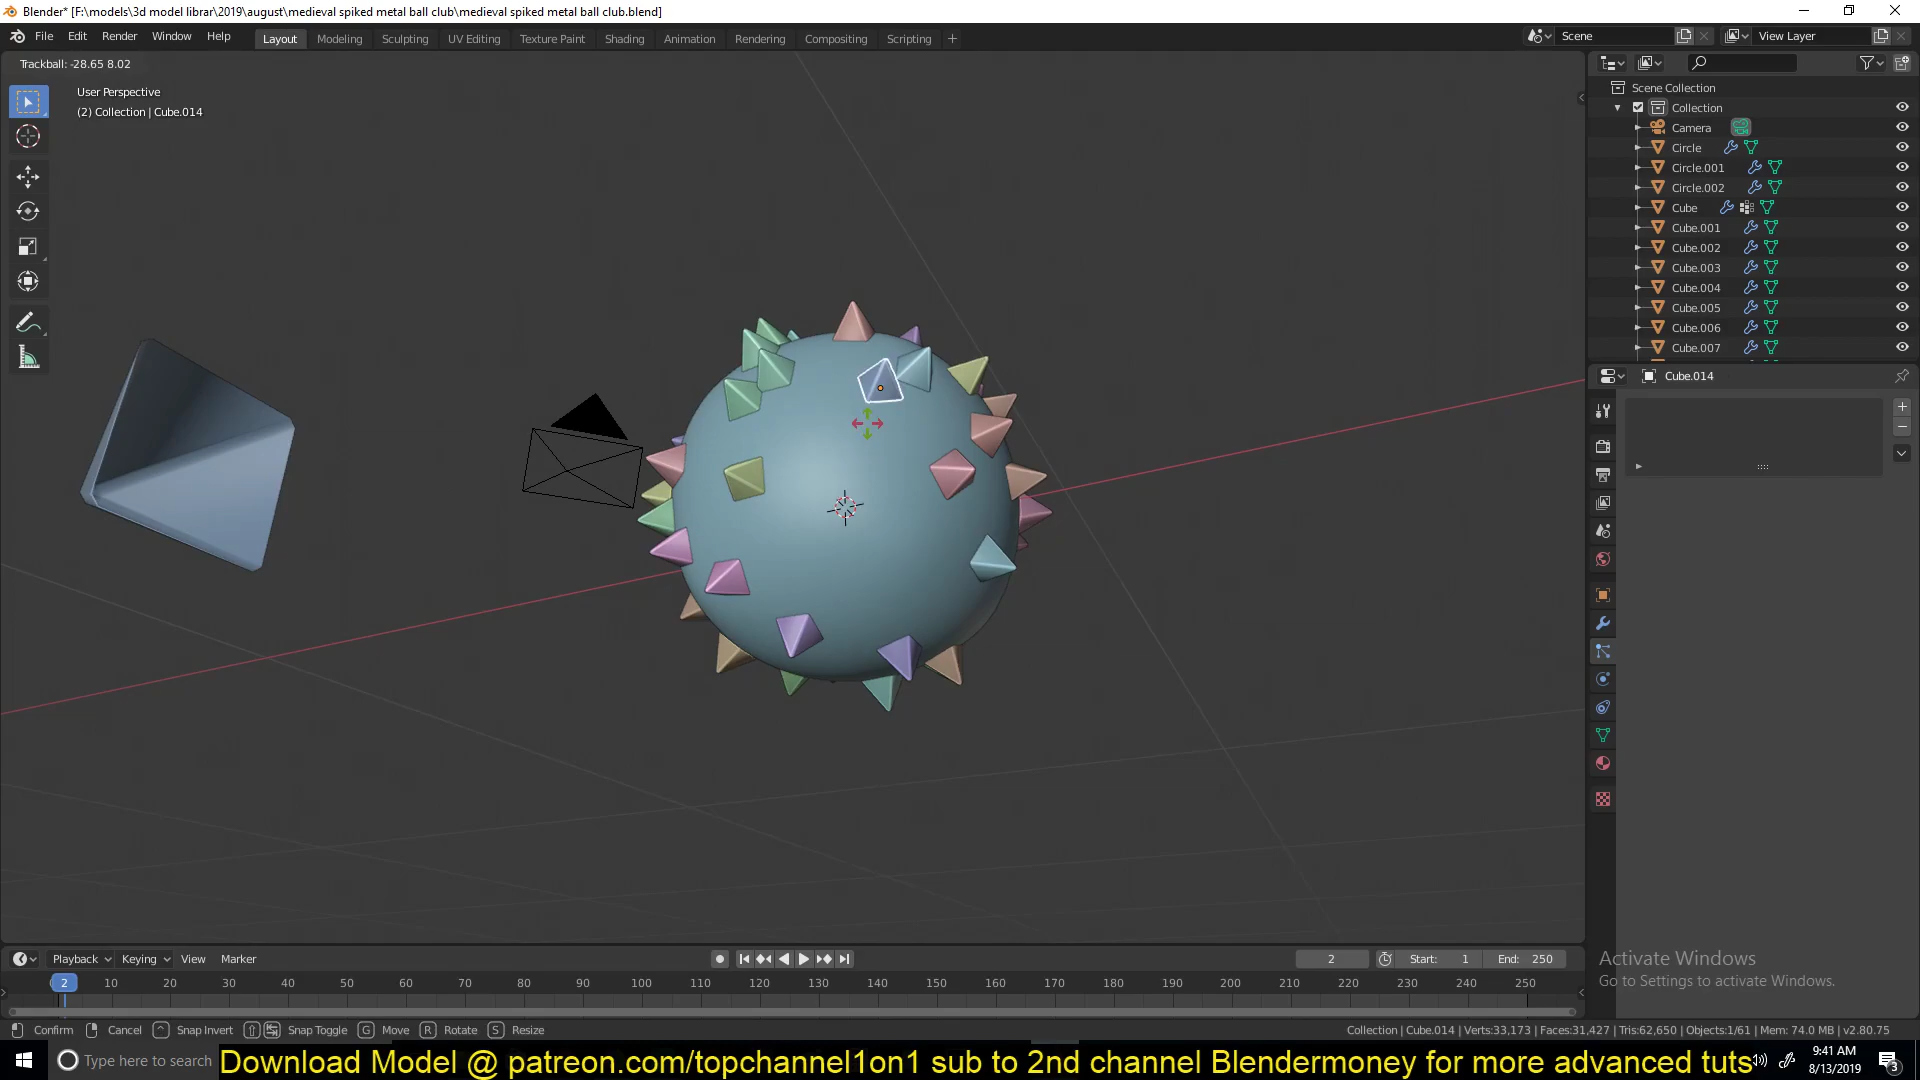 Blender* [F:\models\3d model librar\2019\august\medieval spiked metal ball club\medieval spiked metal ball club.blend]
File Edit Render Window Help Layout Modeling Sculpting UV Editing Texture Paint Shading Animation Rendering Compositing Scripting + Scene View Layer
Trackball: -28.65 8.02
User Perspective
(2) Collection | Cube.014
Scene Collection
Collection
Camera
Circle
Circle.001
Circle.002
Cube
Cube.001
Cube.002
Cube.003
Cube.004
Cube.005
Cube.006
Cube.007
Cube.014
Activate Windows
Go to Settings to activate Windows.
Playback Keying View Marker 2 Start: 1 End: 250
2 10 20 30 40 50 60 70 80 90 100 110 120 130 140 150 160 170 180 190 200 210 220 230 240 250
Confirm Cancel ^ Snap Invert Snap Toggle G Move R Rotate S Resize Collection | Cube.014 | Verts:33,173 | Faces:31,427 | Tris:62,650 | Objects:1/61 | Mem: 74.0 MB | v2.80.75
Type here to search
Download Model @ patreon.com/topchannel1on1 sub to 2nd channel Blendermoney for more advanced tuts
9:41 AM
8/13/2019
3